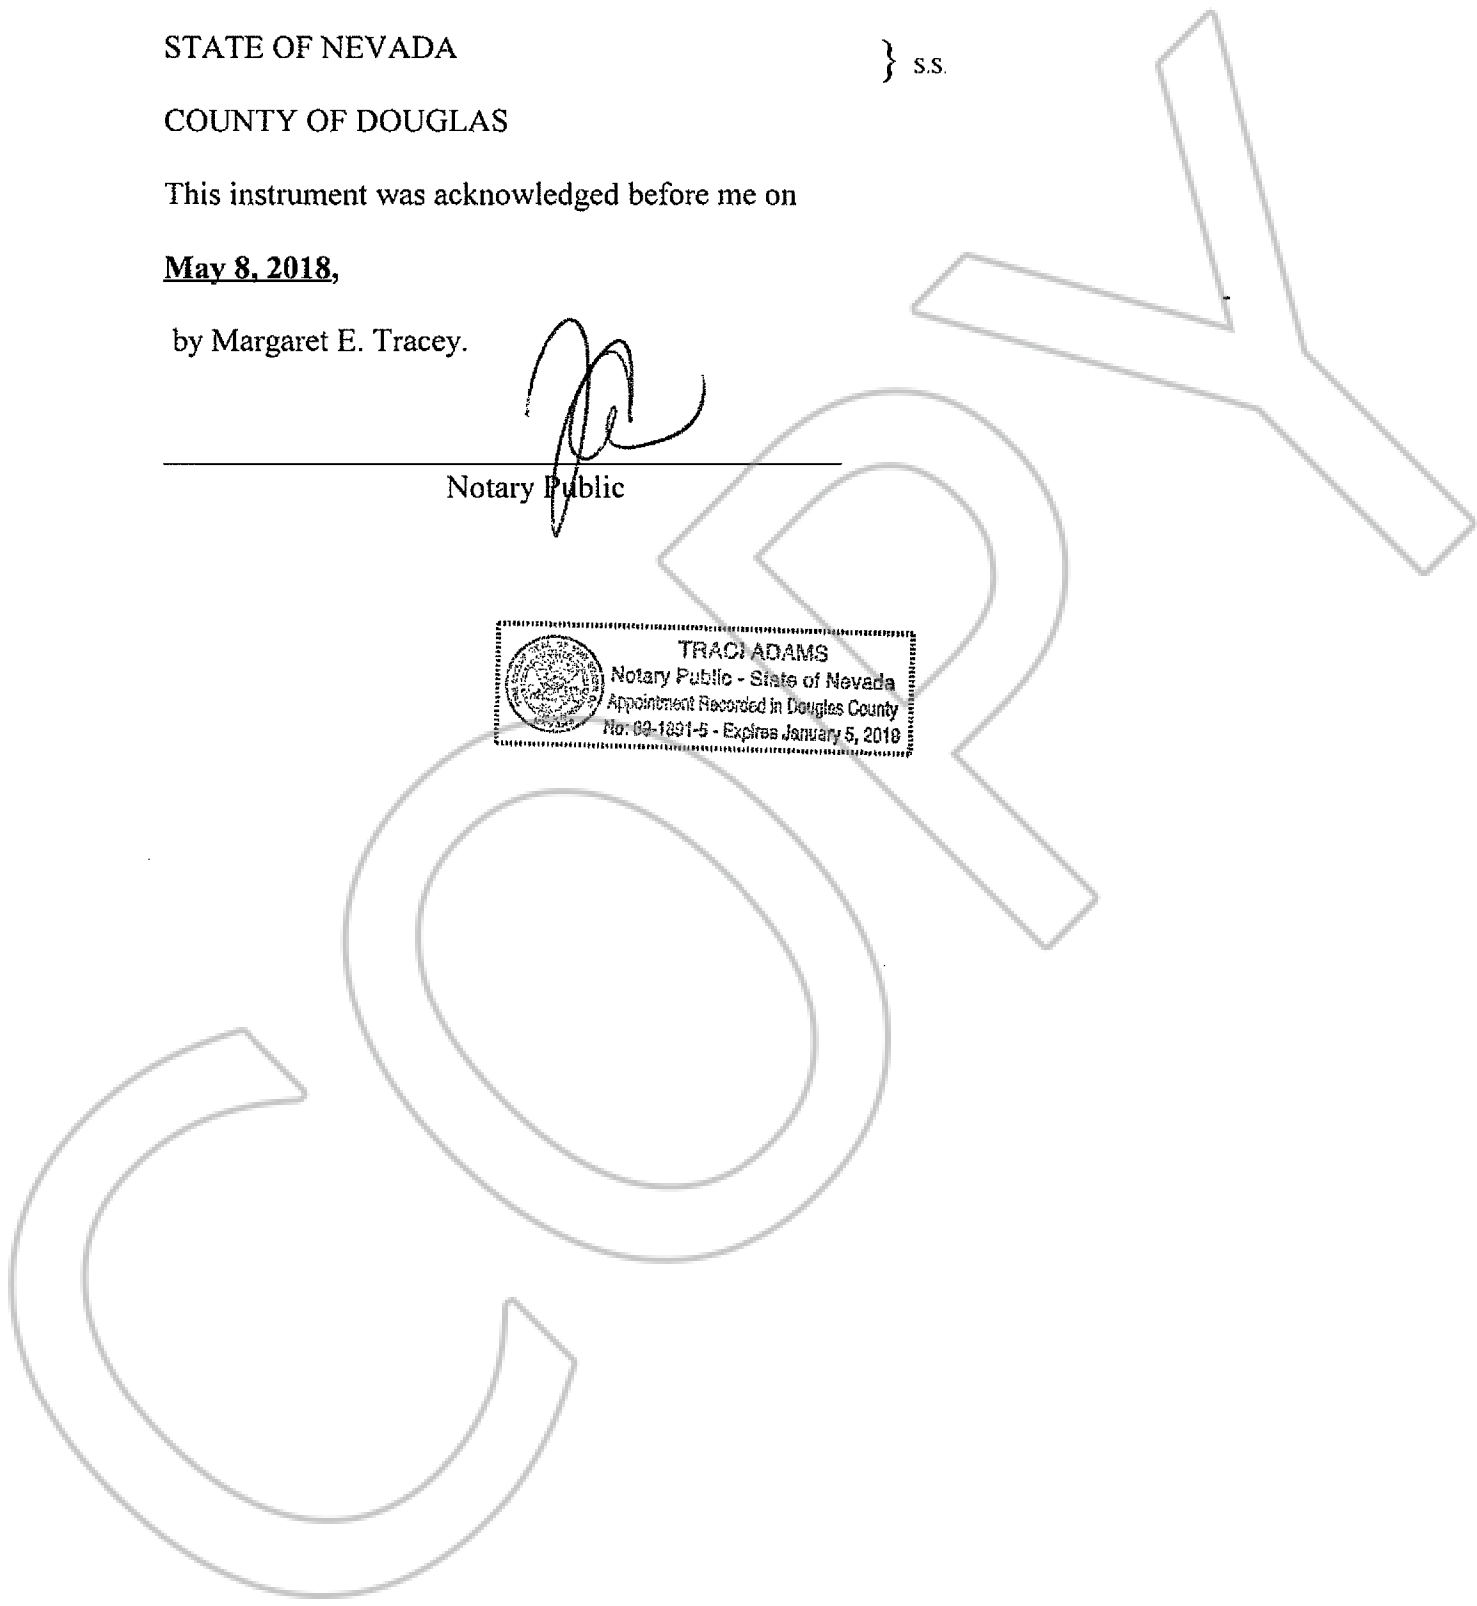 STATE OF NEVADA
} s.s.
COUNTY OF DOUGLAS
This instrument was acknowledged before me on
May 8, 2018,
by Margaret E. Tracey.
Notary Public
TRACI ADAMS
Notary Public - State of Nevada
Appointment Recorded in Douglas County
- Expires January 5, 2019
COPY